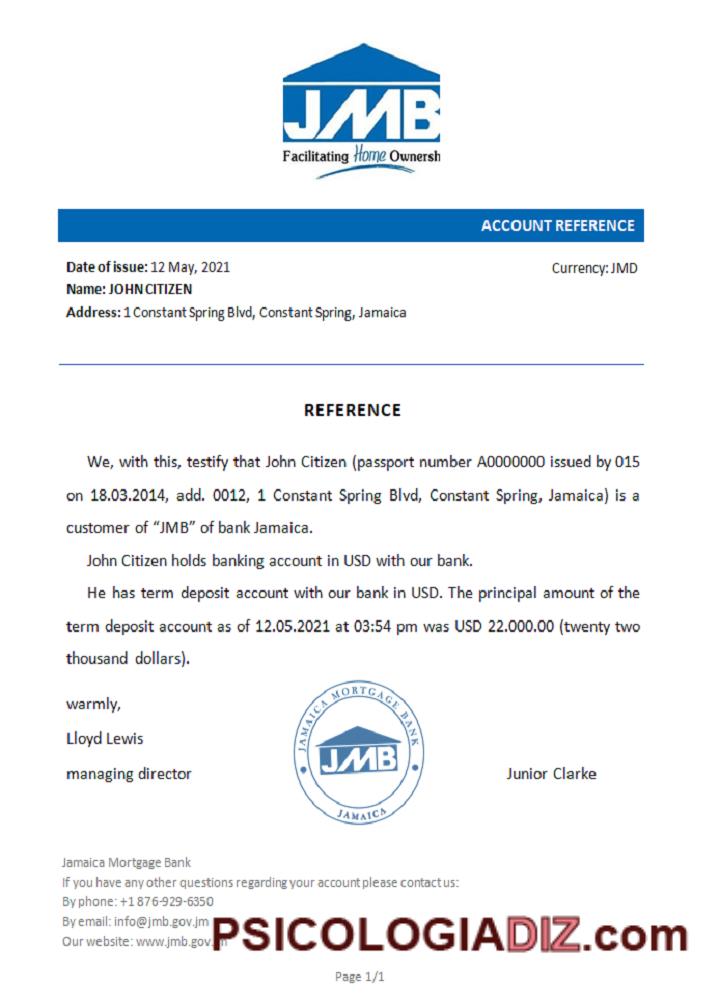 JMB
Facilitating Home Ownersh
ACCOUNT REFERENCE
Date of issue: 12 May, 2021
Currency: JMD
Name: JOHN CITIZEN
Address: 1 Constant Spring Blvd, Constant Spring, Jamaica
REFERENCE
We, with this, testify that John Citizen (passport number A0000000 issued by 015
on 18.03.2014, add. 0012, 1 Constant Spring Blvd, Constant Spring, Jamaica) is a
customer of “JMB” of bank Jamaica.
John Citizen holds banking account in USD with our bank.
He has term deposit account with our bank in USD. The principal amount of the
term deposit account as of 12.05.2021 at 03:54 pm was USD 22.000.00 (twenty two
thousand dollars).
warmly,
Lloyd Lewis
managing director
JAMAICA MORTGAGE BANK
JMB
JAMAICA
Junior Clarke
Jamaica Mortgage Bank
If you have any other questions regarding your account please contact us:
By phone: +1 876-929-6350
By email: info@jmb.gov.jm
Our website: www.jmb.gov.
PSICOLOGIADIZ.com
Page 1/1